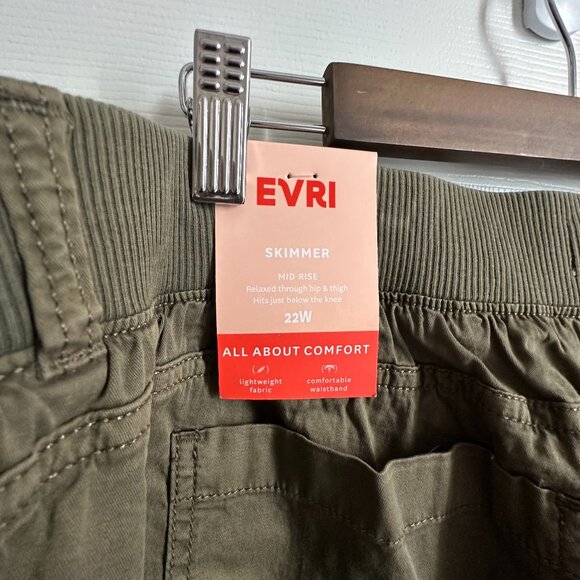 EVRI
SKIMMER
MID RISE
Relaxed through hip & thigh
Hits just below the knee
22W
ALL ABOUT COMFORT
lightweight comfortable
fabric waistband